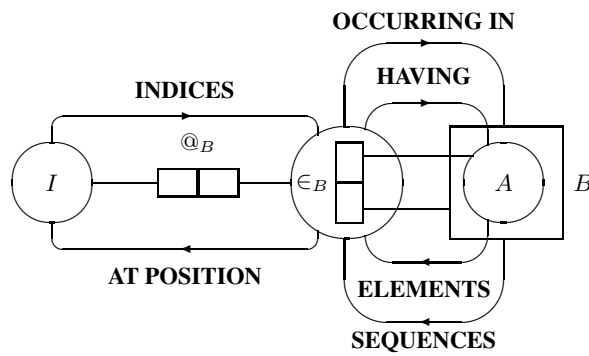 OCCURRING IN
HAVING
INDICES
@B
I
∈B
A
B
AT POSITION
ELEMENTS
SEQUENCES